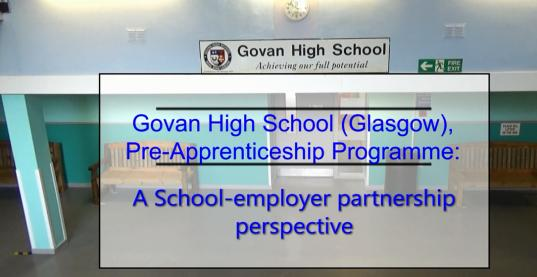 Govan High School
Achieving our full potential
FIRE
EXIT
Govan High School (Glasgow),
Pre-Apprenticeship Programme:
A School-employer partnership
perspective